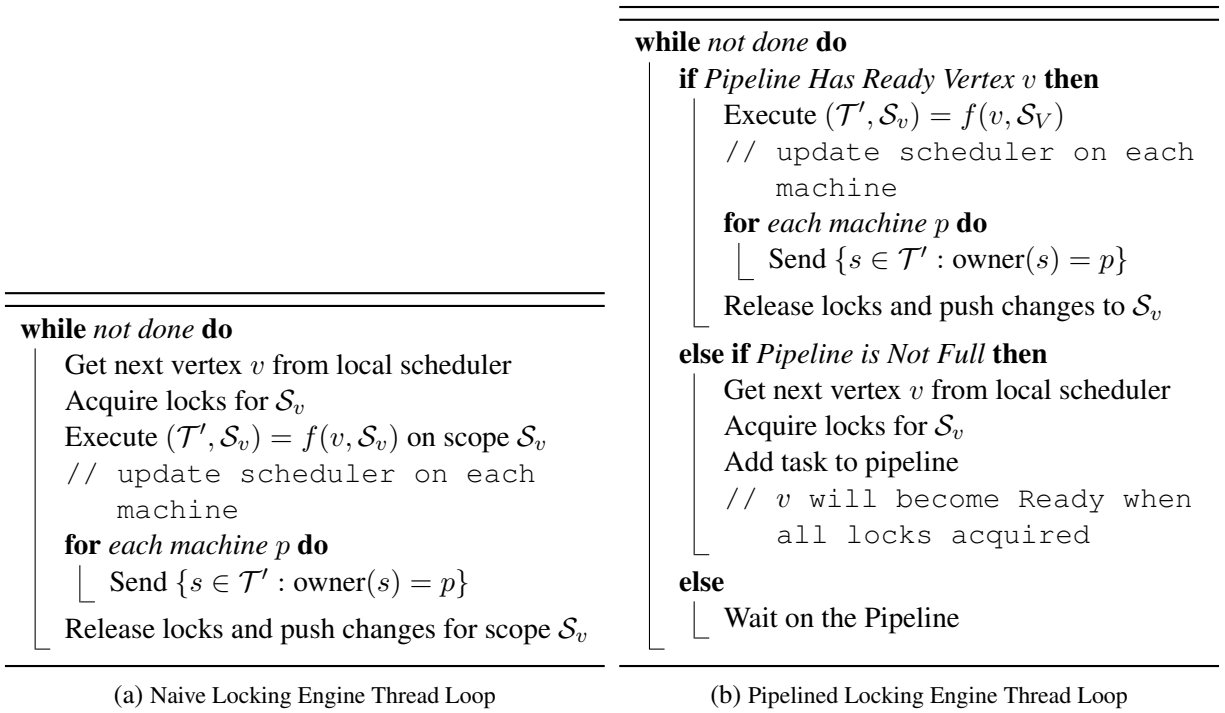 while not done do
Get next vertex v from local scheduler
Acquire locks for 𝒮_v
Execute (𝒯′, 𝒮_v) = f(v, 𝒮_v) on scope 𝒮_v
// update scheduler on each
machine
for each machine p do
Send {s ∈ 𝒯′ : owner(s) = p}
Release locks and push changes for scope 𝒮_v
(a) Naive Locking Engine Thread Loop
while not done do
if Pipeline Has Ready Vertex v then
Execute (𝒯′, 𝒮_v) = f(v, 𝒮_V)
// update scheduler on each
machine
for each machine p do
Send {s ∈ 𝒯′ : owner(s) = p}
Release locks and push changes to 𝒮_v
else if Pipeline is Not Full then
Get next vertex v from local scheduler
Acquire locks for 𝒮_v
Add task to pipeline
// v will become Ready when
all locks acquired
else
Wait on the Pipeline
(b) Pipelined Locking Engine Thread Loop